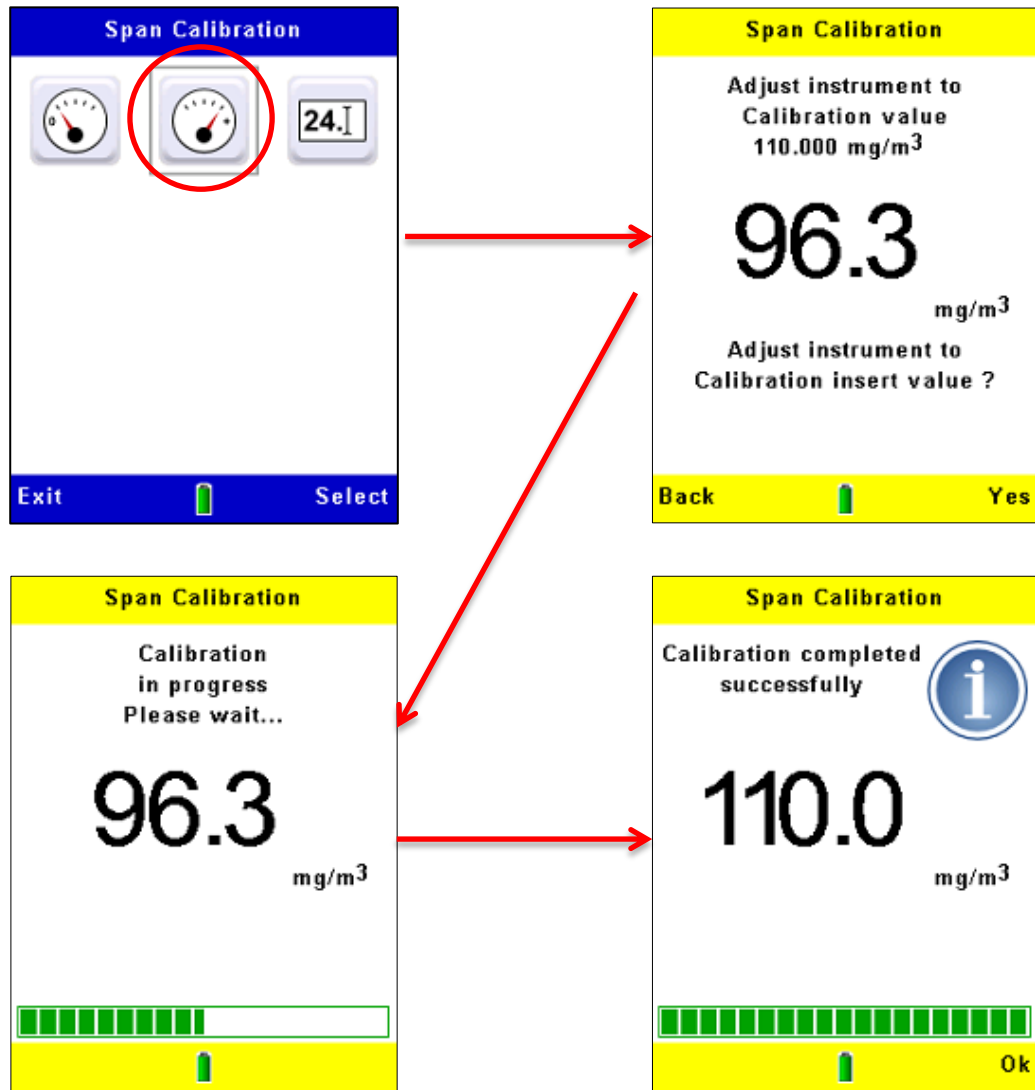 Span Calibration
0
+
24.
Exit
Select
Span Calibration
Adjust instrument to
Calibration value
110.000 mg/m³
96.3
mg/m³
Adjust instrument to
Calibration insert value ?
Back
Yes
Span Calibration
Calibration
in progress
Please wait...
96.3
mg/m³
Span Calibration
Calibration completed
successfully
i
110.0
mg/m³
Ok